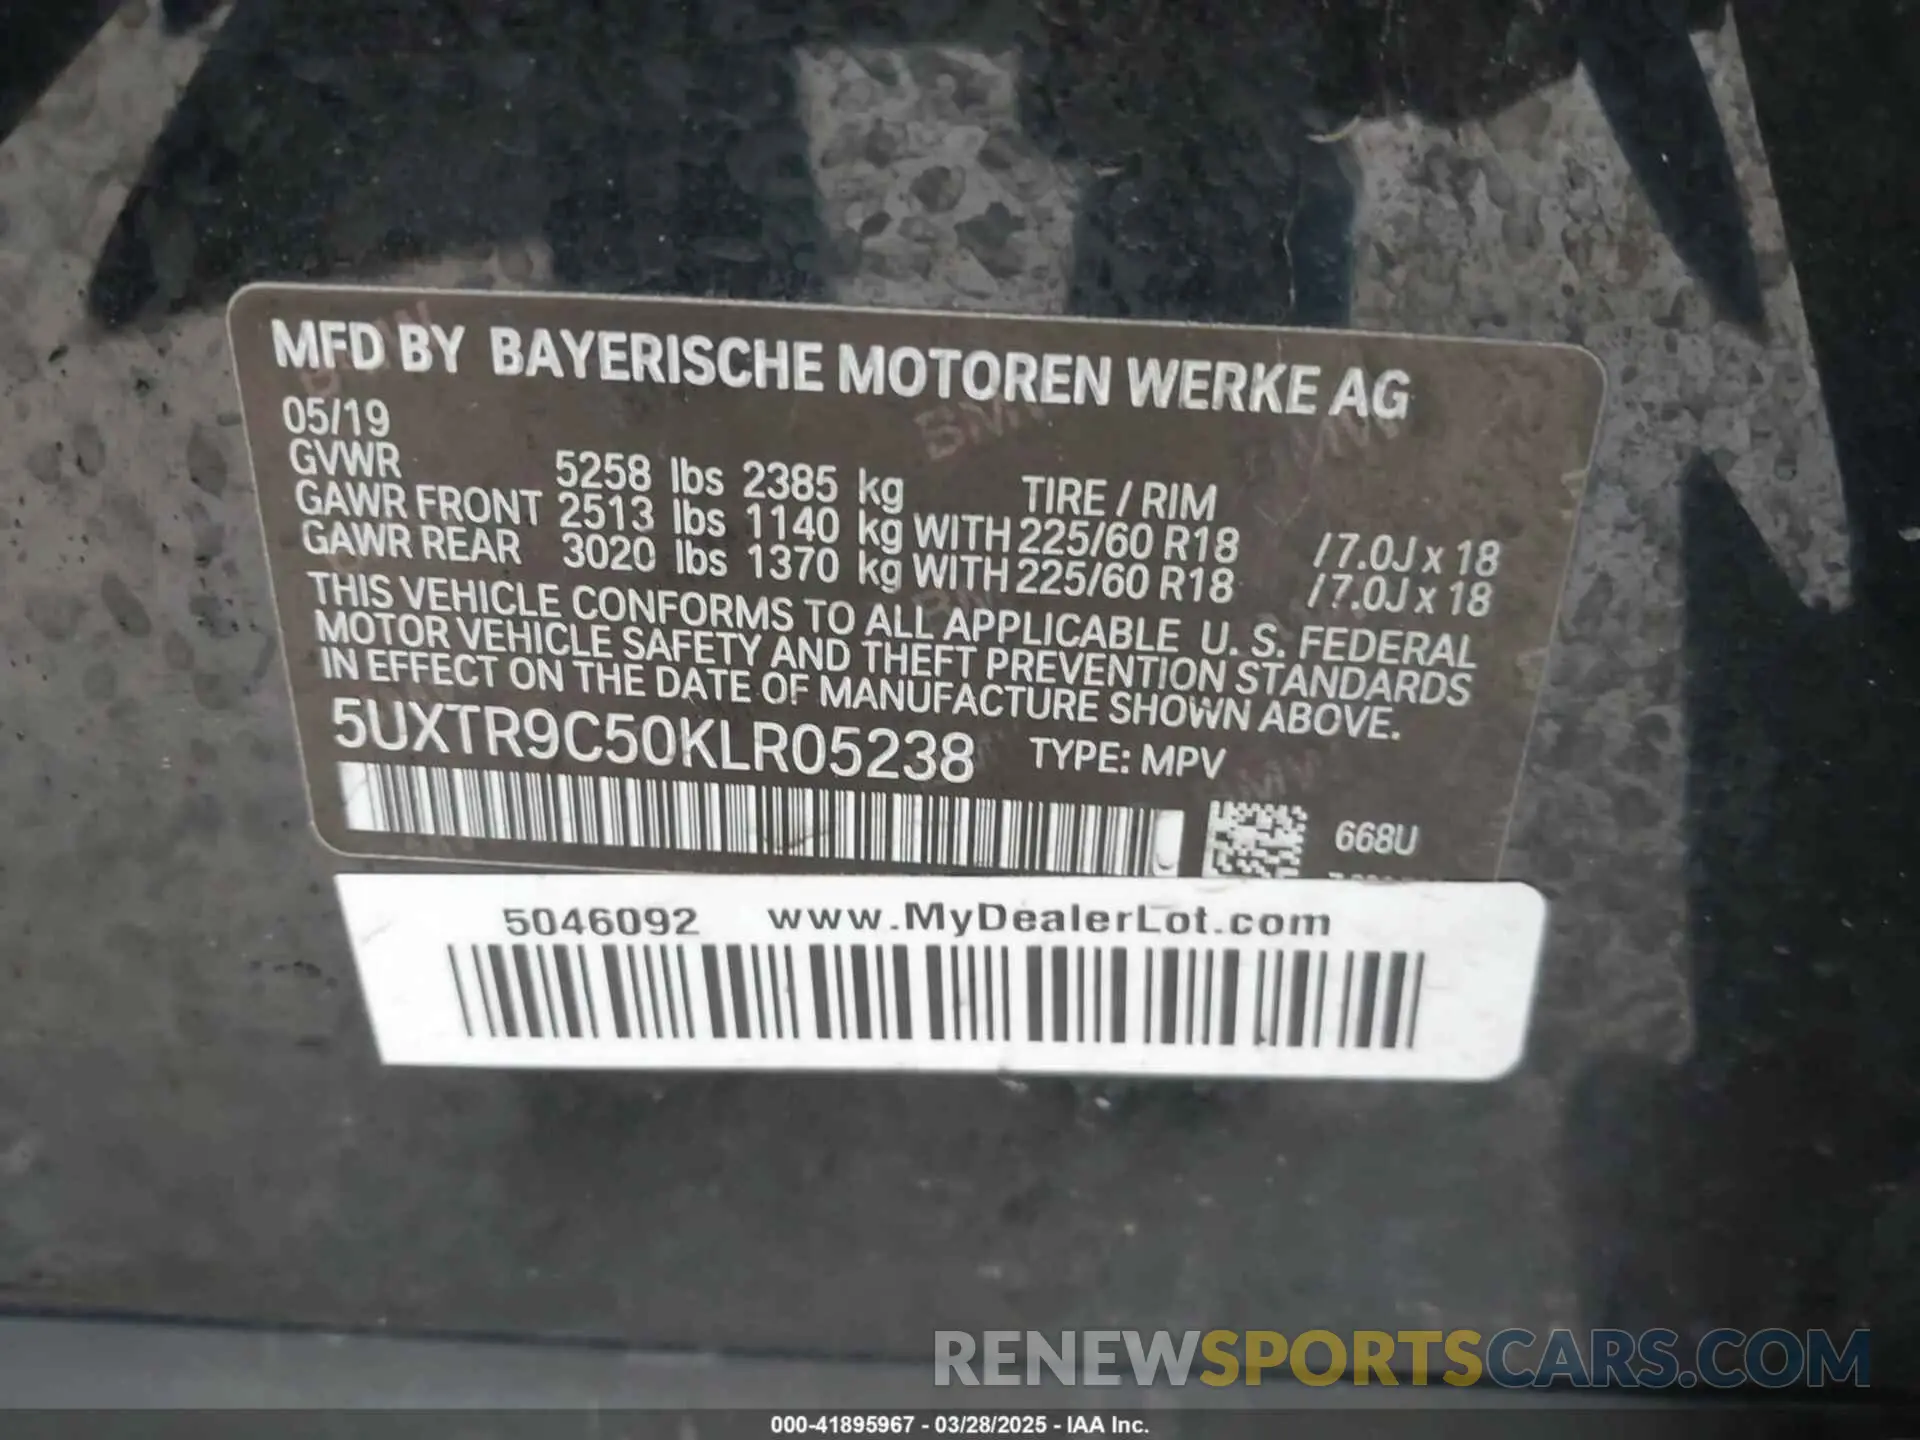 MFD BY BAYERISCHE MOTOREN WERKE AG
05/19
GVWR 5258 lbs 2385 kg TIRE / RIM
GAWR FRONT 2513 lbs 1140 kg WITH 225/60 R18 /7.0J x 18
GAWR REAR 3020 lbs 1370 kg WITH 225/60 R18 /7.0J x 18
THIS VEHICLE CONFORMS TO ALL APPLICABLE U. S. FEDERAL
MOTOR VEHICLE SAFETY AND THEFT PREVENTION STANDARDS
IN EFFECT ON THE DATE OF MANUFACTURE SHOWN ABOVE.
5UXTR9C50KLR05238 TYPE: MPV
668U
5046092 www.MyDealerLot.com
RENEWSPORTSCARS.COM
000-41895967 - 03/28/2025 - IAA Inc.